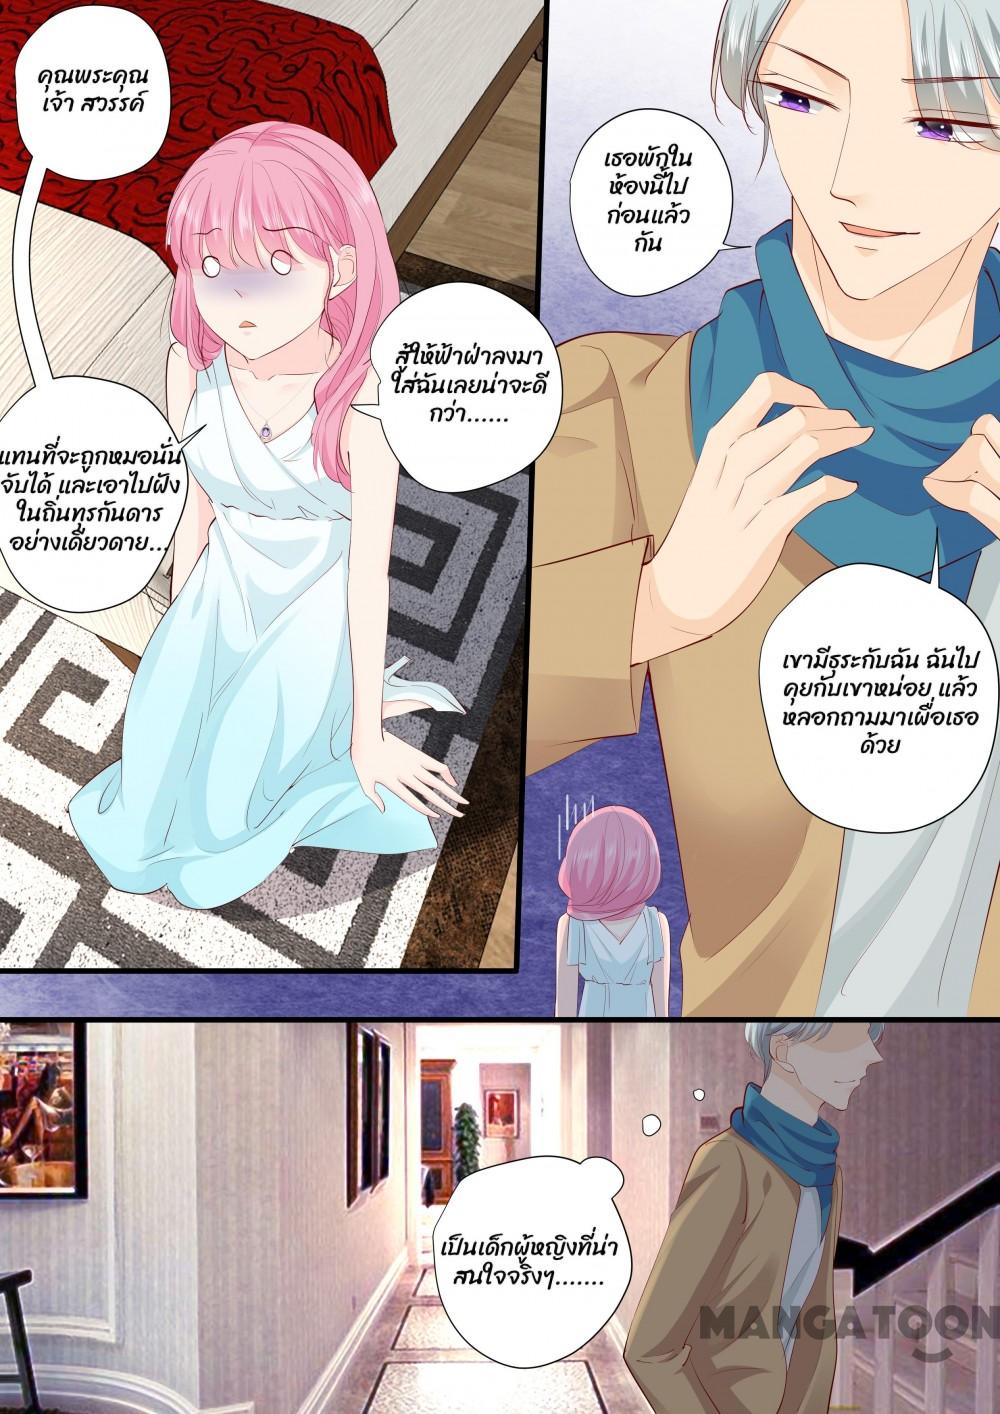 คุณพระคุณ
เจ้า สวรรค์
แทนที่จะถูกหมอนั่น
จับได้ และเอาไปฝัง
ในถิ่นทุรกันดาร
อย่างเดียวดาย...
สู้ให้ฟ้าผ่าลงมา
ใส่ฉันเลยน่าจะดี
กว่า......
เธอพักใน
ห้องนี้ไป
ก่อนแล้ว
กัน
เขามีธุระกับฉัน ฉันไป
คุยกับเขาหน่อย แล้ว
หลอกถามมาเผื่อเธอ
ด้วย
เป็นเด็กผู้หญิงที่น่า
สนใจจริงๆ.......
MANGATOON